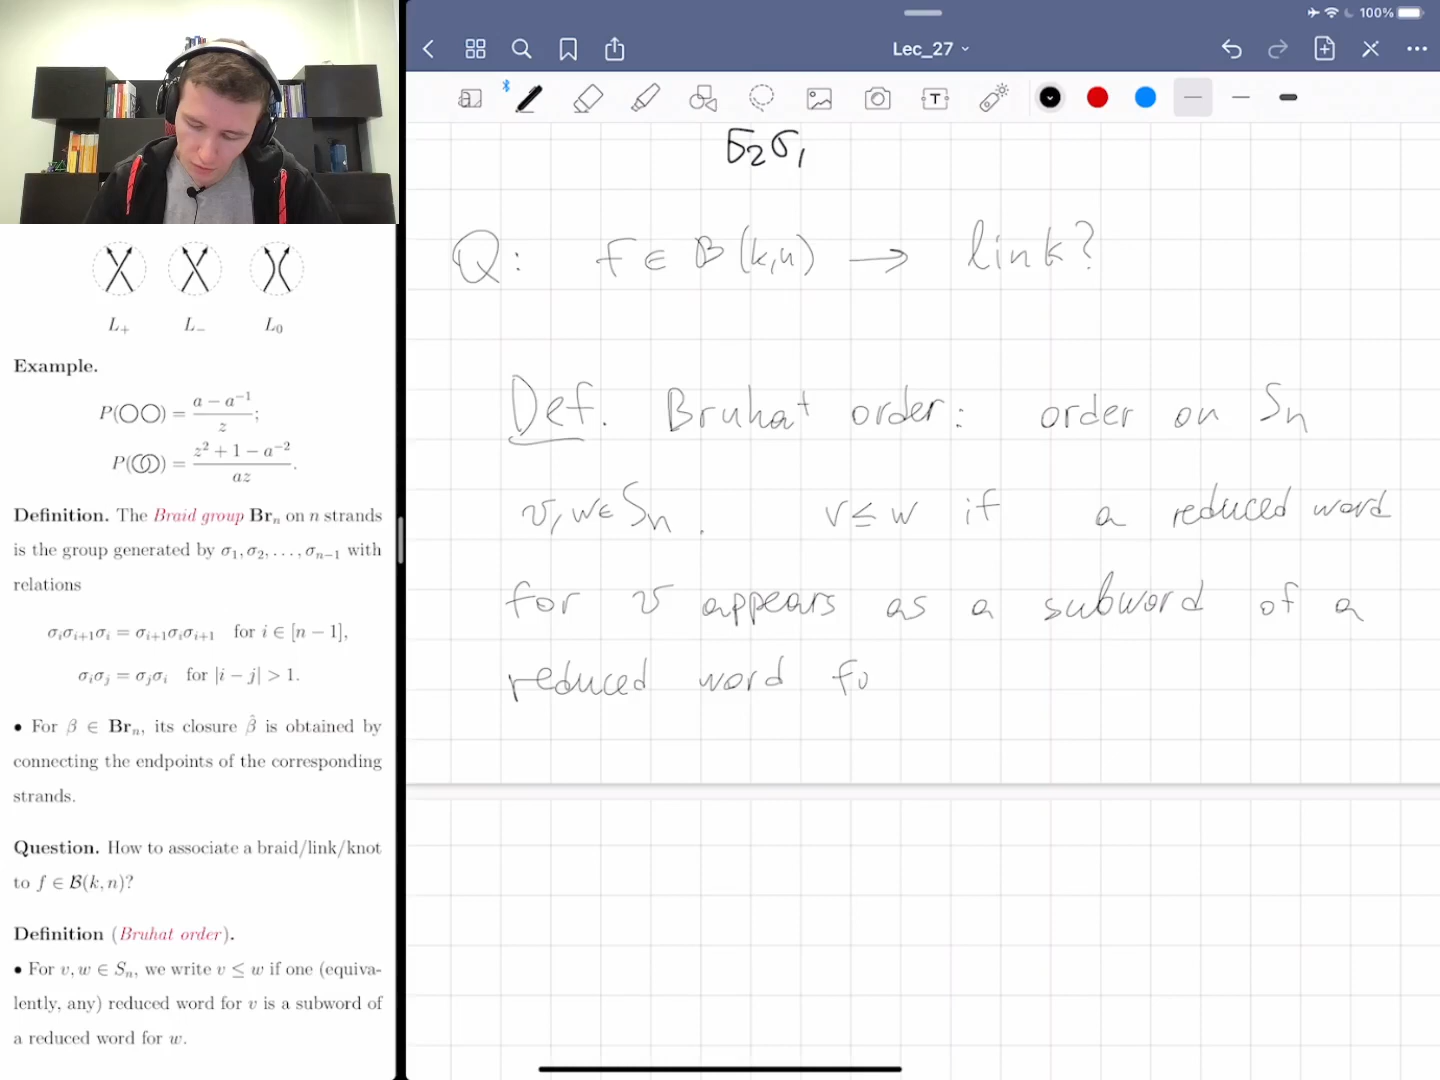 100%
Lec_27
T
L₊ L₋ L₀
Example.
P(○○) = \frac{a − a^{−1}}{z};
P(◯◯) = \frac{z² + 1 − a^{−2}}{az}.
Definition. The Braid group Brₙ on n strands
is the group generated by σ₁, σ₂, . . . , σₙ₋₁ with
relations
σᵢσᵢ₊₁σᵢ = σᵢ₊₁σᵢσᵢ₊₁ for i ∈ [n − 1],
σᵢσⱼ = σⱼσᵢ for |i − j| > 1.
• For β ∈ Brₙ, its closure β̂ is obtained by
connecting the endpoints of the corresponding
strands.
Question. How to associate a braid/link/knot
to f ∈ B(k, n)?
Definition (Bruhat order).
• For v, w ∈ Sₙ, we write v ≤ w if one (equiva-
lently, any) reduced word for v is a subword of
a reduced word for w.
σ₂σ₁
Q: f ∈ B(k,n) → link?
Def. Bruhat order: order on Sₙ
v, w ∈ Sₙ. v ≤ w if a reduced word
for v appears as a subword of a
reduced word fo